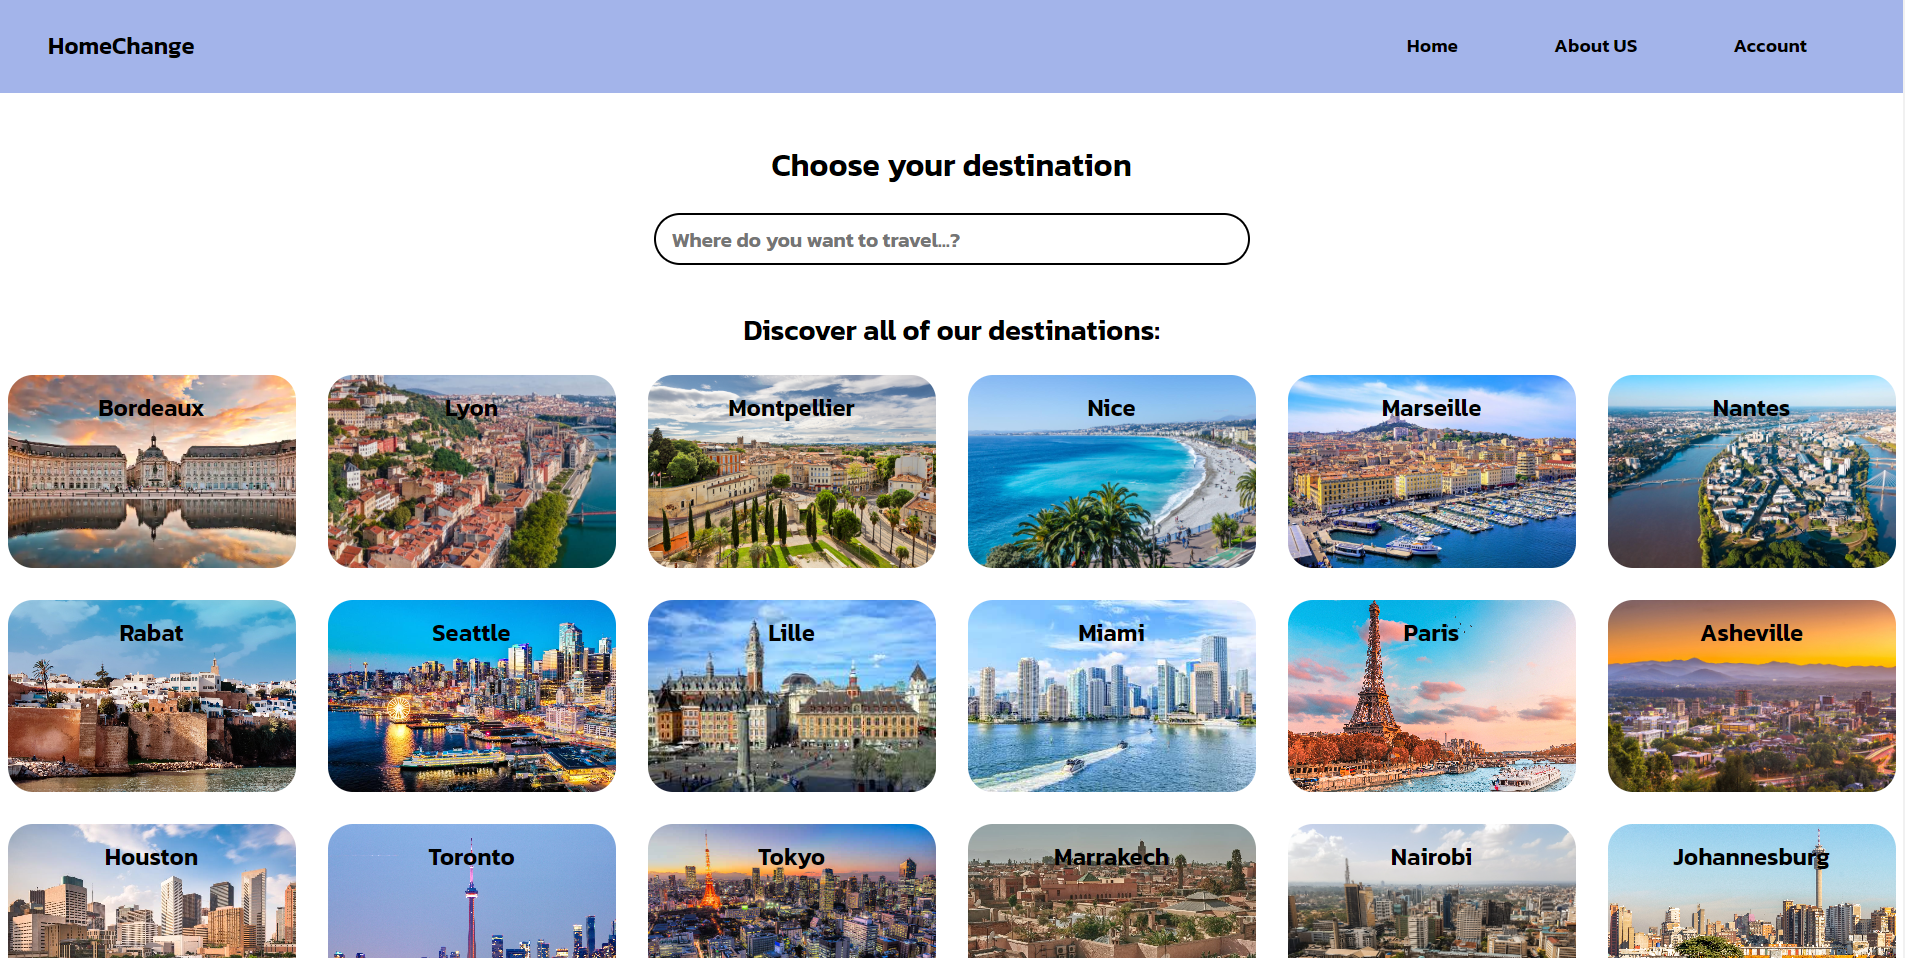 HomeChange
Home
About US
Account
Choose your destination
Where do you want to travel...?
Discover all of our destinations:
Bordeaux
Lyon
Montpellier
Nice
Marseille
Nantes
Rabat
Seattle
Lille
Miami
Paris
Asheville
Houston
Toronto
Tokyo
Marrakech
Nairobi
Johannesburg